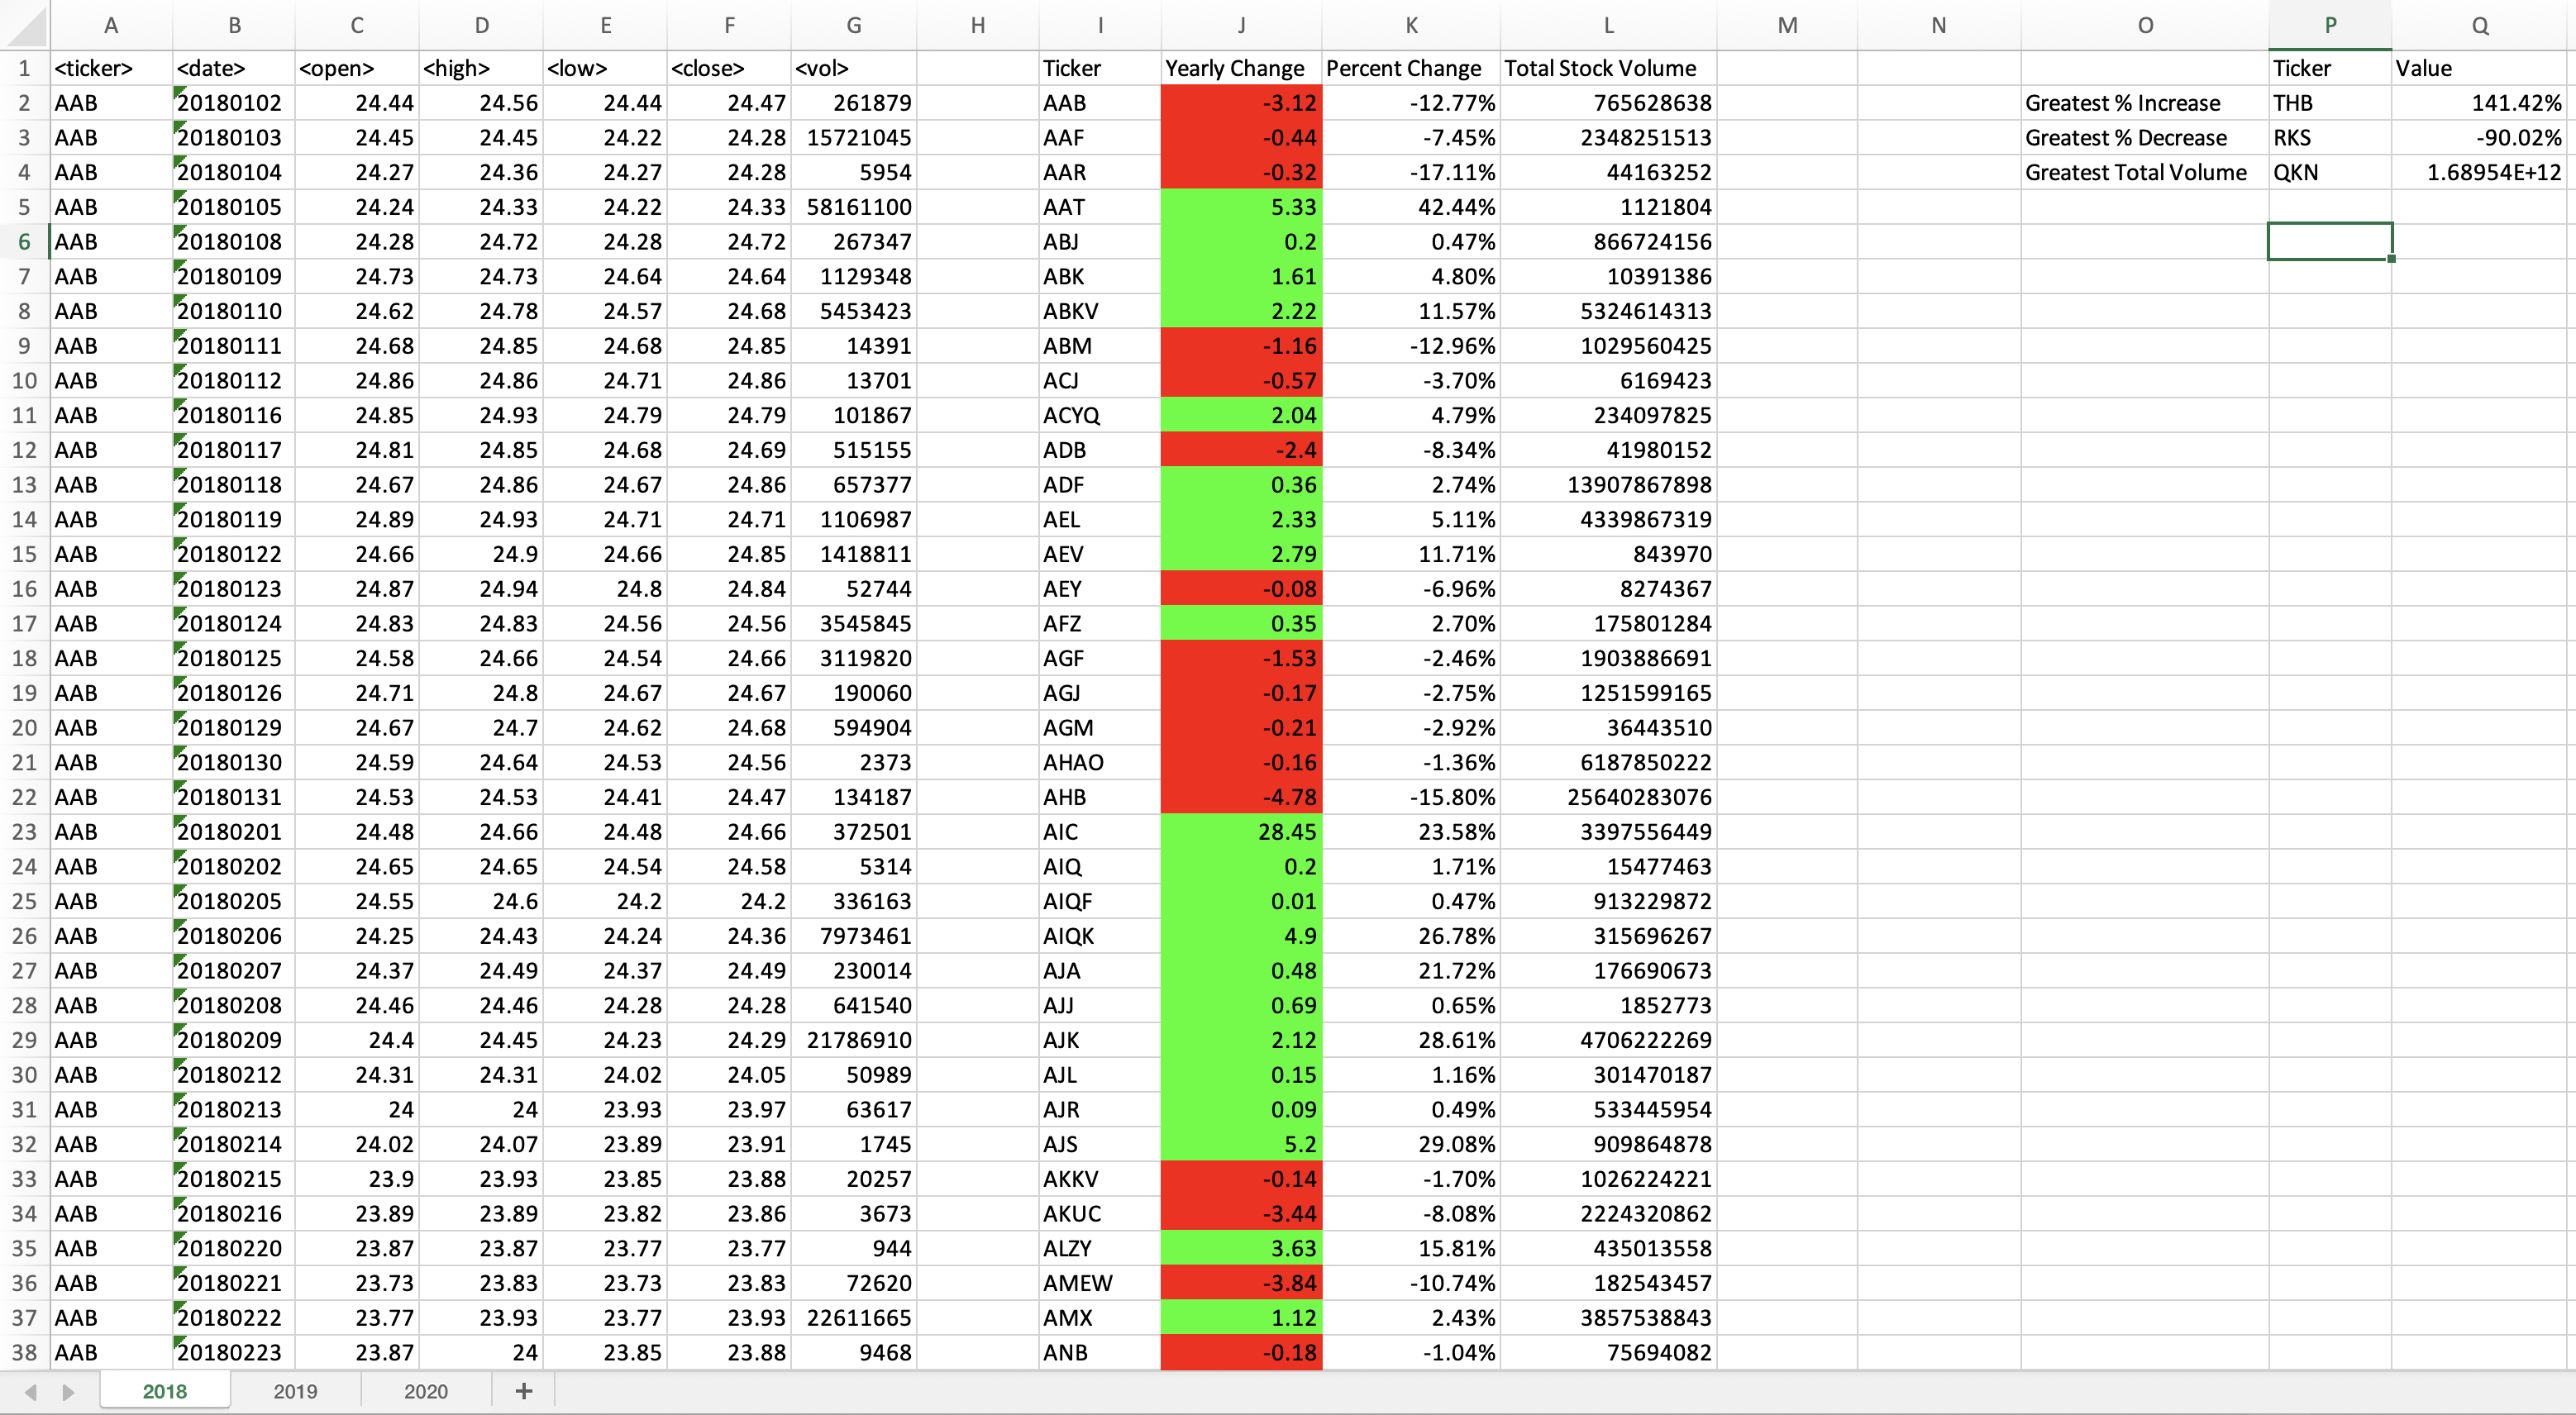 A B C D E F G H I J K L M N O P Q
1 <ticker> <date> <open> <high> <low> <close> <vol> Ticker Yearly Change Percent Change Total Stock Volume Ticker Value
2 AAB 20180102 24.44 24.56 24.44 24.47 261879 AAB -3.12 -12.77% 765628638 Greatest % Increase THB 141.42%
3 AAB 20180103 24.45 24.45 24.22 24.28 15721045 AAF -0.44 -7.45% 2348251513 Greatest % Decrease RKS -90.02%
4 AAB 20180104 24.27 24.36 24.27 24.28 5954 AAR -0.32 -17.11% 44163252 Greatest Total Volume QKN 1.68954E+12
5 AAB 20180105 24.24 24.33 24.22 24.33 58161100 AAT 5.33 42.44% 1121804
6 AAB 20180108 24.28 24.72 24.28 24.72 267347 ABJ 0.2 0.47% 866724156
7 AAB 20180109 24.73 24.73 24.64 24.64 1129348 ABK 1.61 4.80% 10391386
8 AAB 20180110 24.62 24.78 24.57 24.68 5453423 ABKV 2.22 11.57% 5324614313
9 AAB 20180111 24.68 24.85 24.68 24.85 14391 ABM -1.16 -12.96% 1029560425
10 AAB 20180112 24.86 24.86 24.71 24.86 13701 ACJ -0.57 -3.70% 6169423
11 AAB 20180116 24.85 24.93 24.79 24.79 101867 ACYQ 2.04 4.79% 234097825
12 AAB 20180117 24.81 24.85 24.68 24.69 515155 ADB -2.4 -8.34% 41980152
13 AAB 20180118 24.67 24.86 24.67 24.86 657377 ADF 0.36 2.74% 13907867898
14 AAB 20180119 24.89 24.93 24.71 24.71 1106987 AEL 2.33 5.11% 4339867319
15 AAB 20180122 24.66 24.9 24.66 24.85 1418811 AEV 2.79 11.71% 843970
16 AAB 20180123 24.87 24.94 24.8 24.84 52744 AEY -0.08 -6.96% 8274367
17 AAB 20180124 24.83 24.83 24.56 24.56 3545845 AFZ 0.35 2.70% 175801284
18 AAB 20180125 24.58 24.66 24.54 24.66 3119820 AGF -1.53 -2.46% 1903886691
19 AAB 20180126 24.71 24.8 24.67 24.67 190060 AGJ -0.17 -2.75% 1251599165
20 AAB 20180129 24.67 24.7 24.62 24.68 594904 AGM -0.21 -2.92% 36443510
21 AAB 20180130 24.59 24.64 24.53 24.56 2373 AHAO -0.16 -1.36% 6187850222
22 AAB 20180131 24.53 24.53 24.41 24.47 134187 AHB -4.78 -15.80% 25640283076
23 AAB 20180201 24.48 24.66 24.48 24.66 372501 AIC 28.45 23.58% 3397556449
24 AAB 20180202 24.65 24.65 24.54 24.58 5314 AIQ 0.2 1.71% 15477463
25 AAB 20180205 24.55 24.6 24.2 24.2 336163 AIQF 0.01 0.47% 913229872
26 AAB 20180206 24.25 24.43 24.24 24.36 7973461 AIQK 4.9 26.78% 315696267
27 AAB 20180207 24.37 24.49 24.37 24.49 230014 AJA 0.48 21.72% 176690673
28 AAB 20180208 24.46 24.46 24.28 24.28 641540 AJJ 0.69 0.65% 1852773
29 AAB 20180209 24.4 24.45 24.23 24.29 21786910 AJK 2.12 28.61% 4706222269
30 AAB 20180212 24.31 24.31 24.02 24.05 50989 AJL 0.15 1.16% 301470187
31 AAB 20180213 24 24 23.93 23.97 63617 AJR 0.09 0.49% 533445954
32 AAB 20180214 24.02 24.07 23.89 23.91 1745 AJS 5.2 29.08% 909864878
33 AAB 20180215 23.9 23.93 23.85 23.88 20257 AKKV -0.14 -1.70% 1026224221
34 AAB 20180216 23.89 23.89 23.82 23.86 3673 AKUC -3.44 -8.08% 2224320862
35 AAB 20180220 23.87 23.87 23.77 23.77 944 ALZY 3.63 15.81% 435013558
36 AAB 20180221 23.73 23.83 23.73 23.83 72620 AMEW -3.84 -10.74% 182543457
37 AAB 20180222 23.77 23.93 23.77 23.93 22611665 AMX 1.12 2.43% 3857538843
38 AAB 20180223 23.87 24 23.85 23.88 9468 ANB -0.18 -1.04% 75694082
2018 2019 2020 +